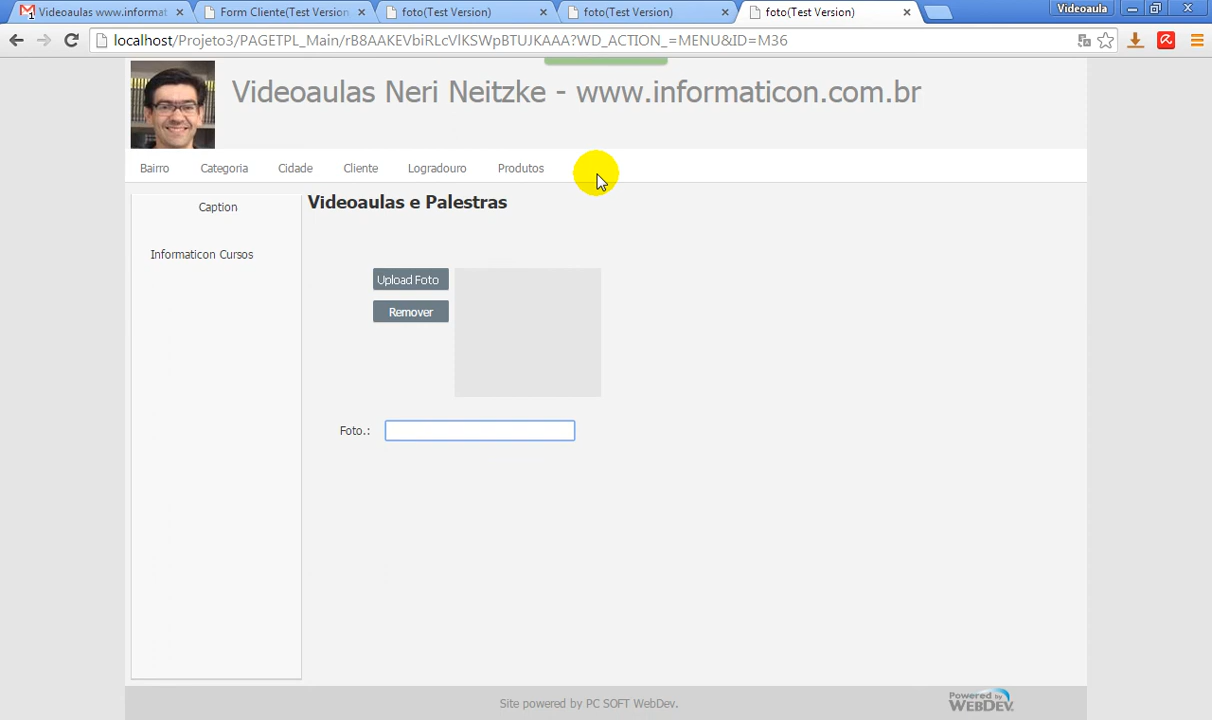 Videoaulas www.informat
Form Cliente(Test Version
foto(Test Version)
foto(Test Version)
foto(Test Version)
Videoaula
localhost/Projeto3/PAGETPL_Main/rB8AAKEVbiRLcVlKSWpBTUJKAAA?WD_ACTION_=MENU&ID=M36
Videoaulas Neri Neitzke - www.informaticon.com.br
Bairro Categoria Cidade Cliente Logradouro Produtos
Caption
Videoaulas e Palestras
Informaticon Cursos
Upload Foto
Remover
Foto.:
Site powered by PC SOFT WebDev.
Powered by
WEBDEV